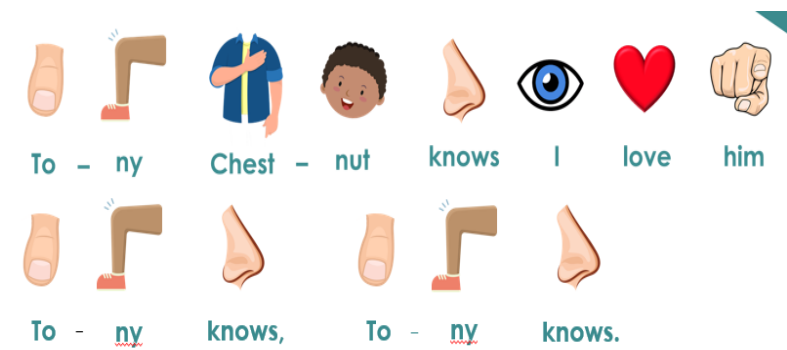 To – ny Chest – nut knows I love him
To - ny knows, To - ny knows.